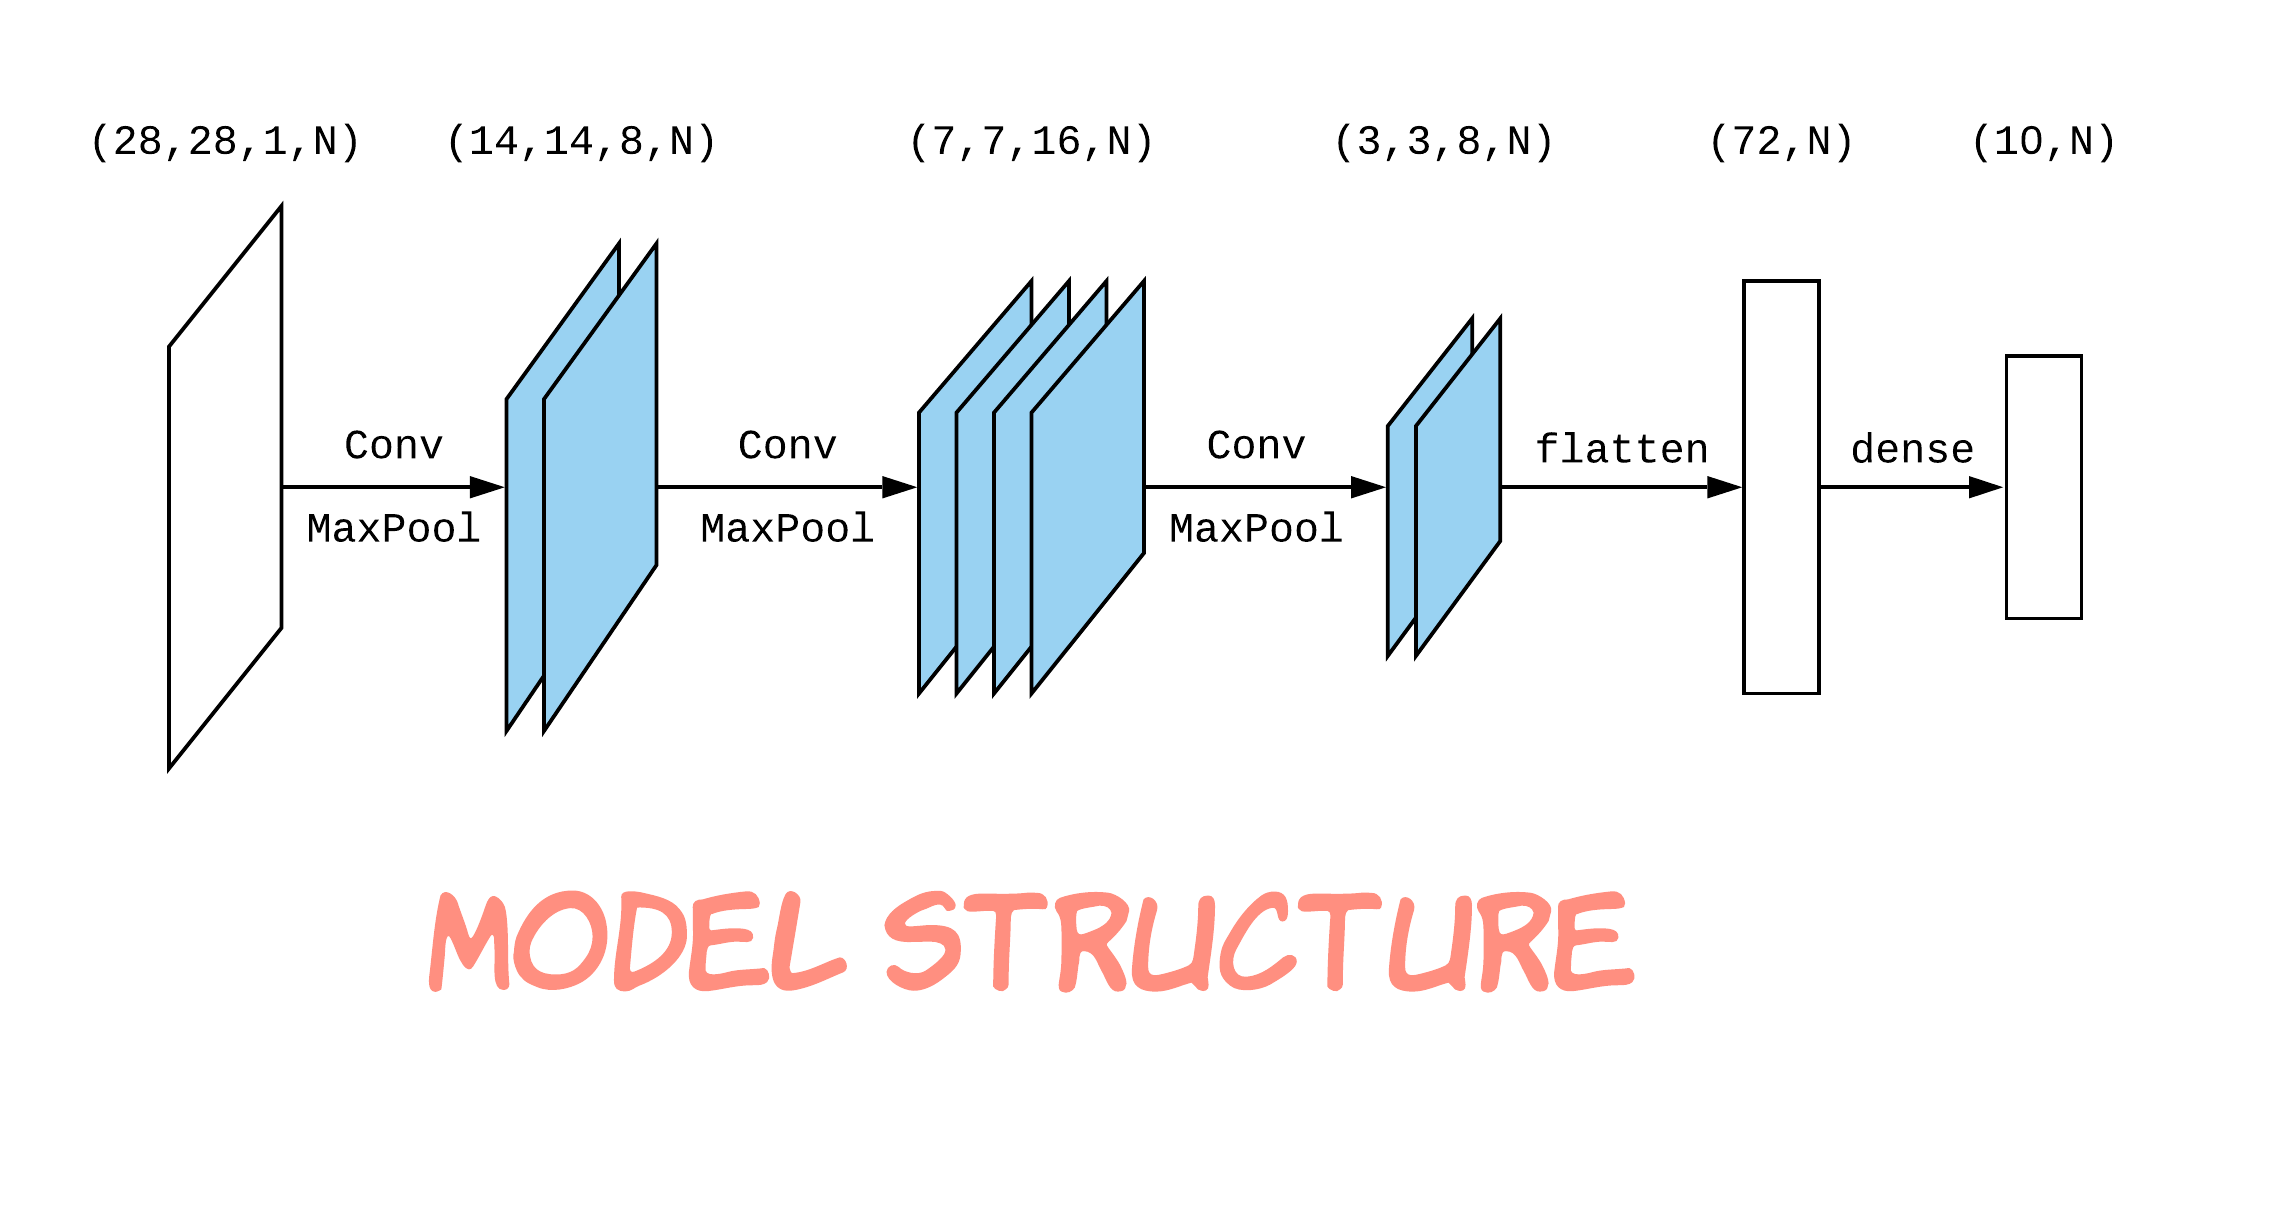 (28,28,1,N) (14,14,8,N) (7,7,16,N) (3,3,8,N) (72,N) (10,N)
Conv Conv Conv flatten dense
MaxPool MaxPool MaxPool
MODEL STRUCTURE